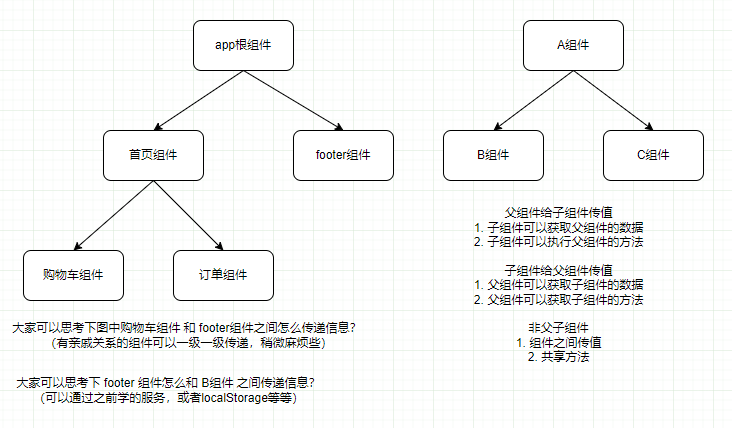 app根组件
首页组件
footer组件
购物车组件
订单组件
大家可以思考下图中购物车组件 和 footer组件之间怎么传递信息?
（有亲戚关系的组件可以一级一级传递，稍微麻烦些）
大家可以思考下 footer 组件怎么和 B组件 之间传递信息?
（可以通过之前学的服务，或者localStorage等等）
A组件
B组件
C组件
父组件给子组件传值
1. 子组件可以获取父组件的数据
2. 子组件可以执行父组件的方法
子组件给父组件传值
1. 父组件可以获取子组件的数据
2. 父组件可以获取子组件的方法
非父子组件
1. 组件之间传值
2. 共享方法